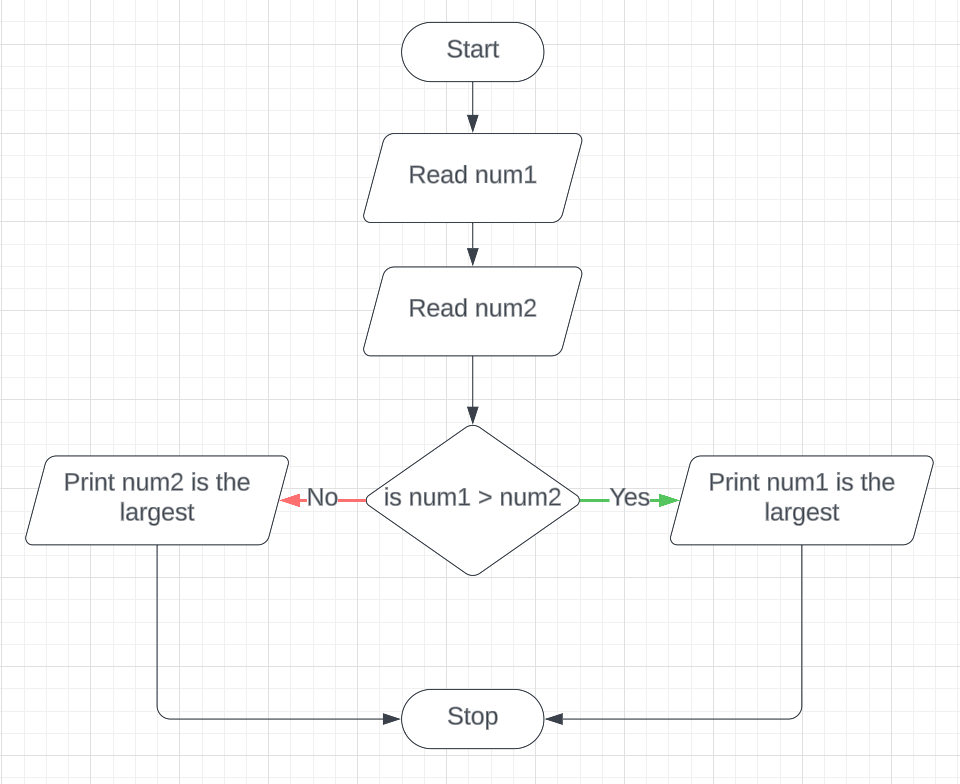 Start
Read num1
Read num2
is num1 > num2
No
Yes
Print num2 is the
largest
Print num1 is the
largest
Stop